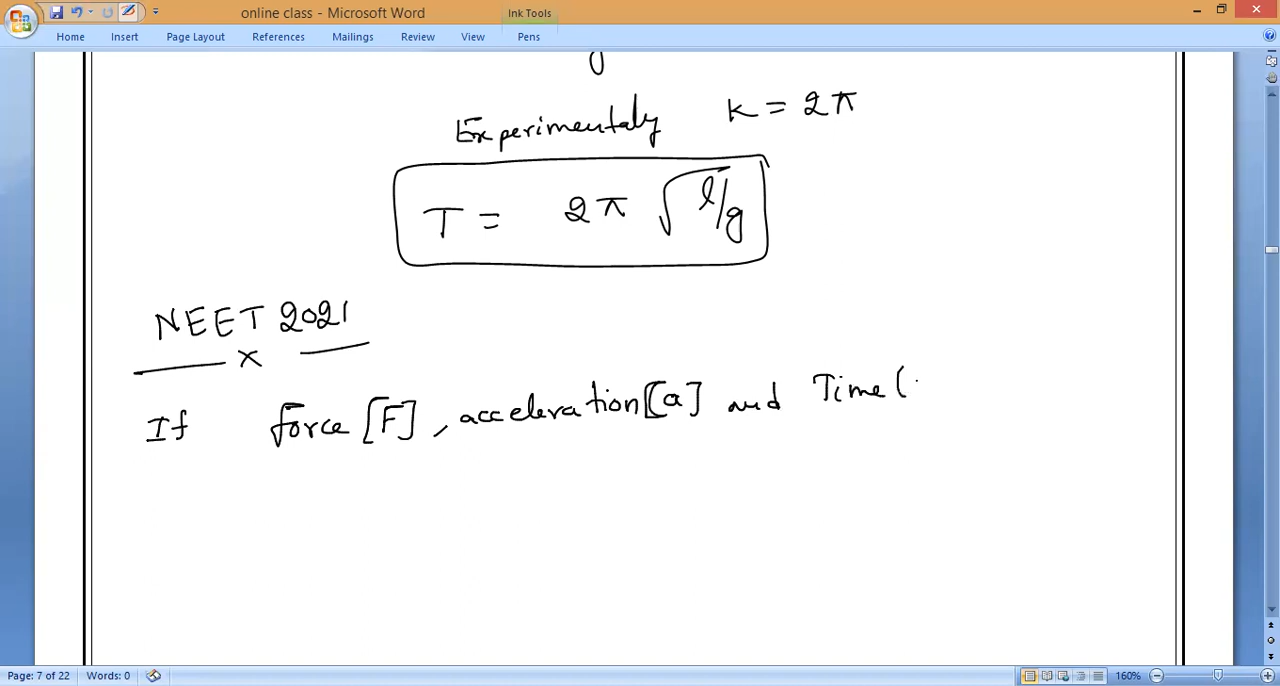 online class - Microsoft Word
Ink Tools
Home Insert Page Layout References Mailings Review View Pens
Experimentaly K = 2π
T = 2π √l/g
NEET 2021
x
If force [F], acceleration [a] and Time (
Page: 7 of 22 Words: 0 160%